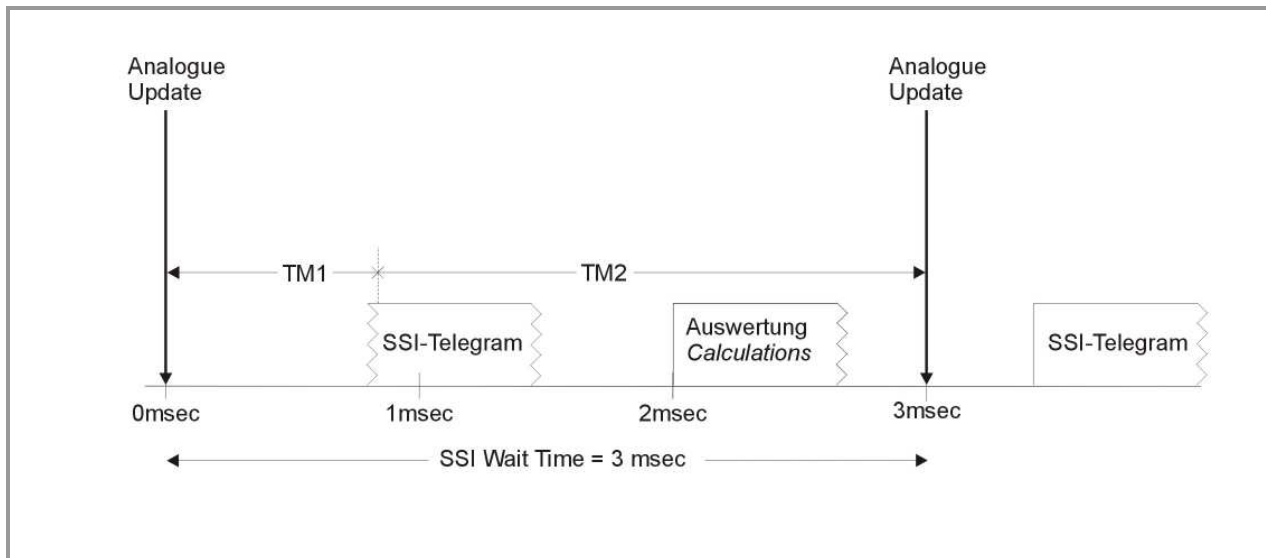 Analogue
Update
Analogue
Update
TM1
TM2
SSI-Telegram
Auswertung
Calculations
SSI-Telegram
0msec
1msec
2msec
3msec
SSI Wait Time = 3 msec